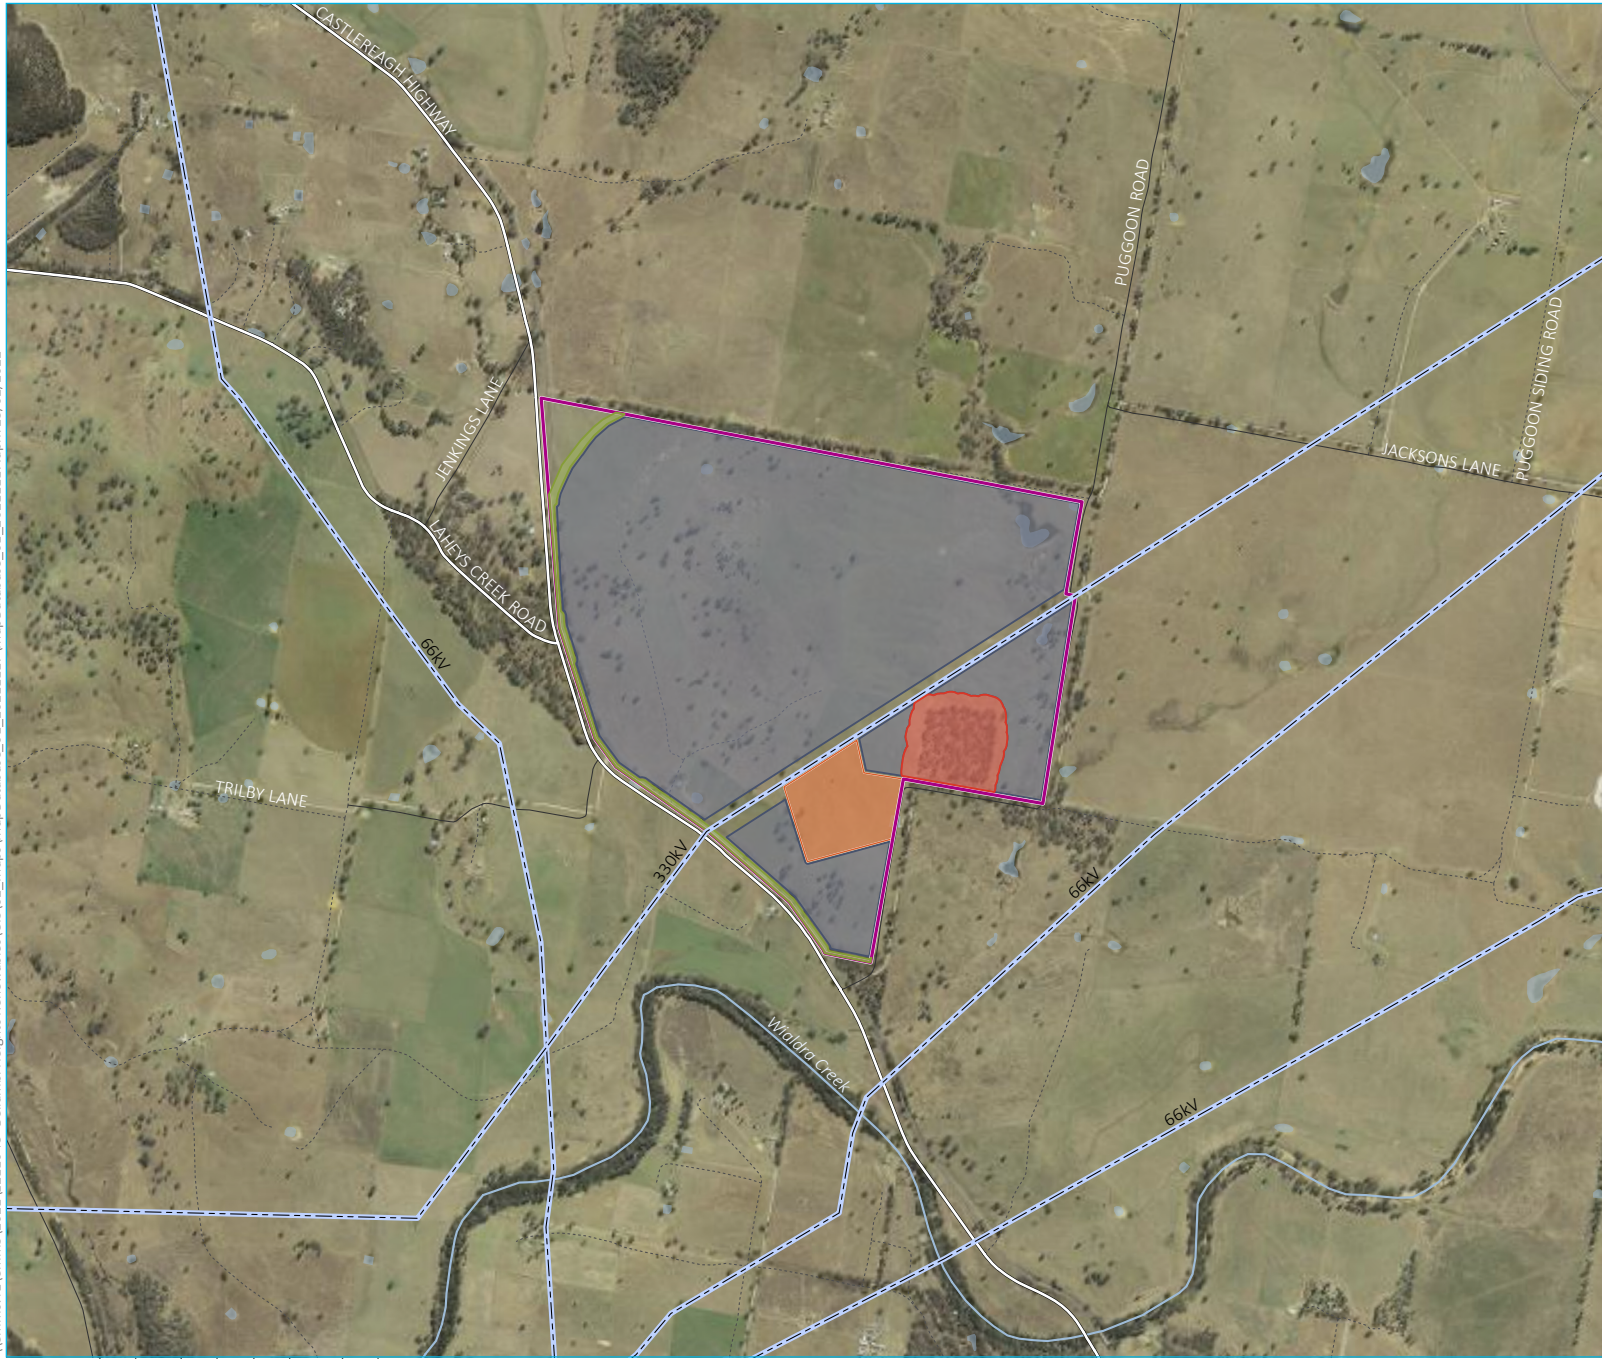 CASTLEREAGH HIGHWAY
PUGGOON ROAD
PUGGOON SIDING ROAD
JENKINGS LANE
JACKSONS LANE
LAHEYS CREEK ROAD
66kV
TRILBY LANE
330kV
66kV
Wialdra Creek
66kV